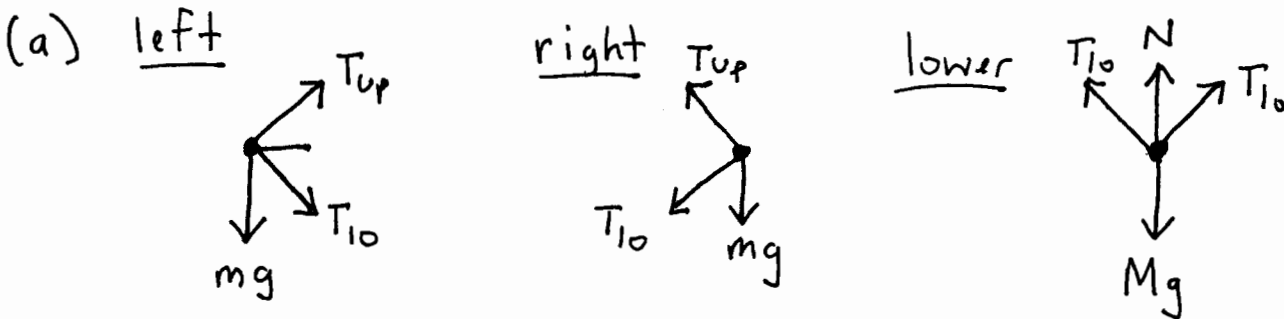 (a) left right lower
T_up T_up T_lo N T_lo
T_lo T_lo
mg mg Mg